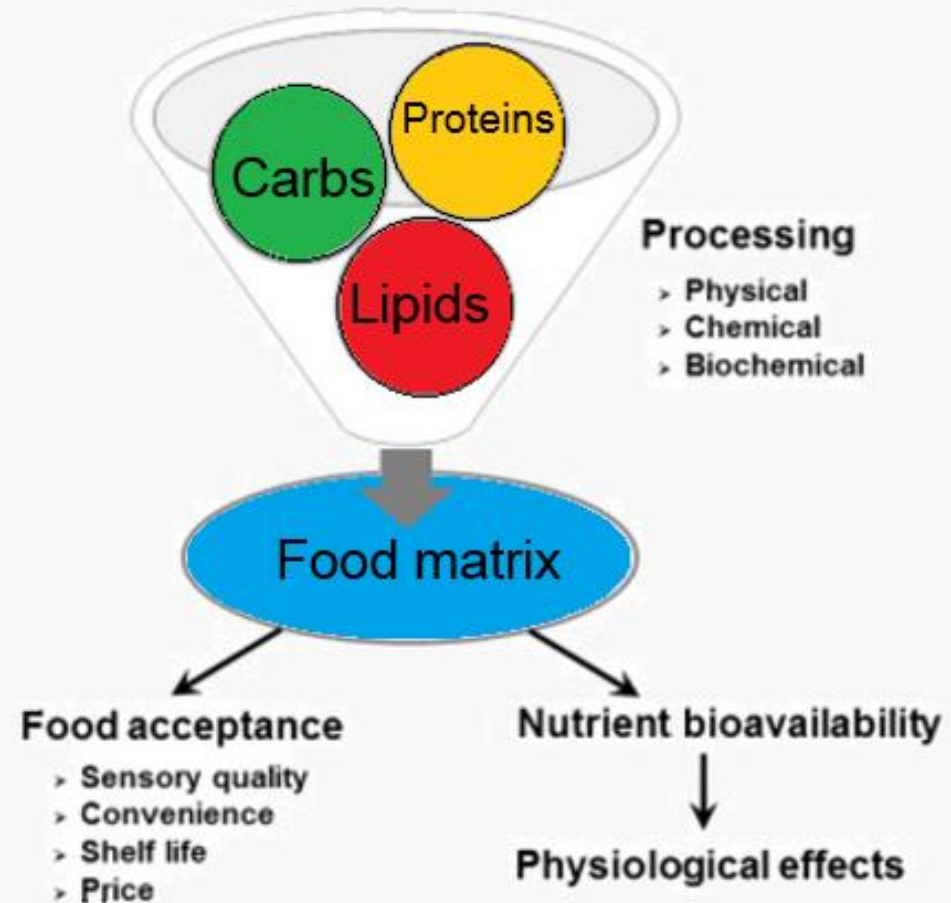 Proteins
Carbs
Lipids
Processing
➢ Physical
➢ Chemical
➢ Biochemical
Food matrix
Food acceptance
➢ Sensory quality
➢ Convenience
➢ Shelf life
➢ Price
Nutrient bioavailability
Physiological effects